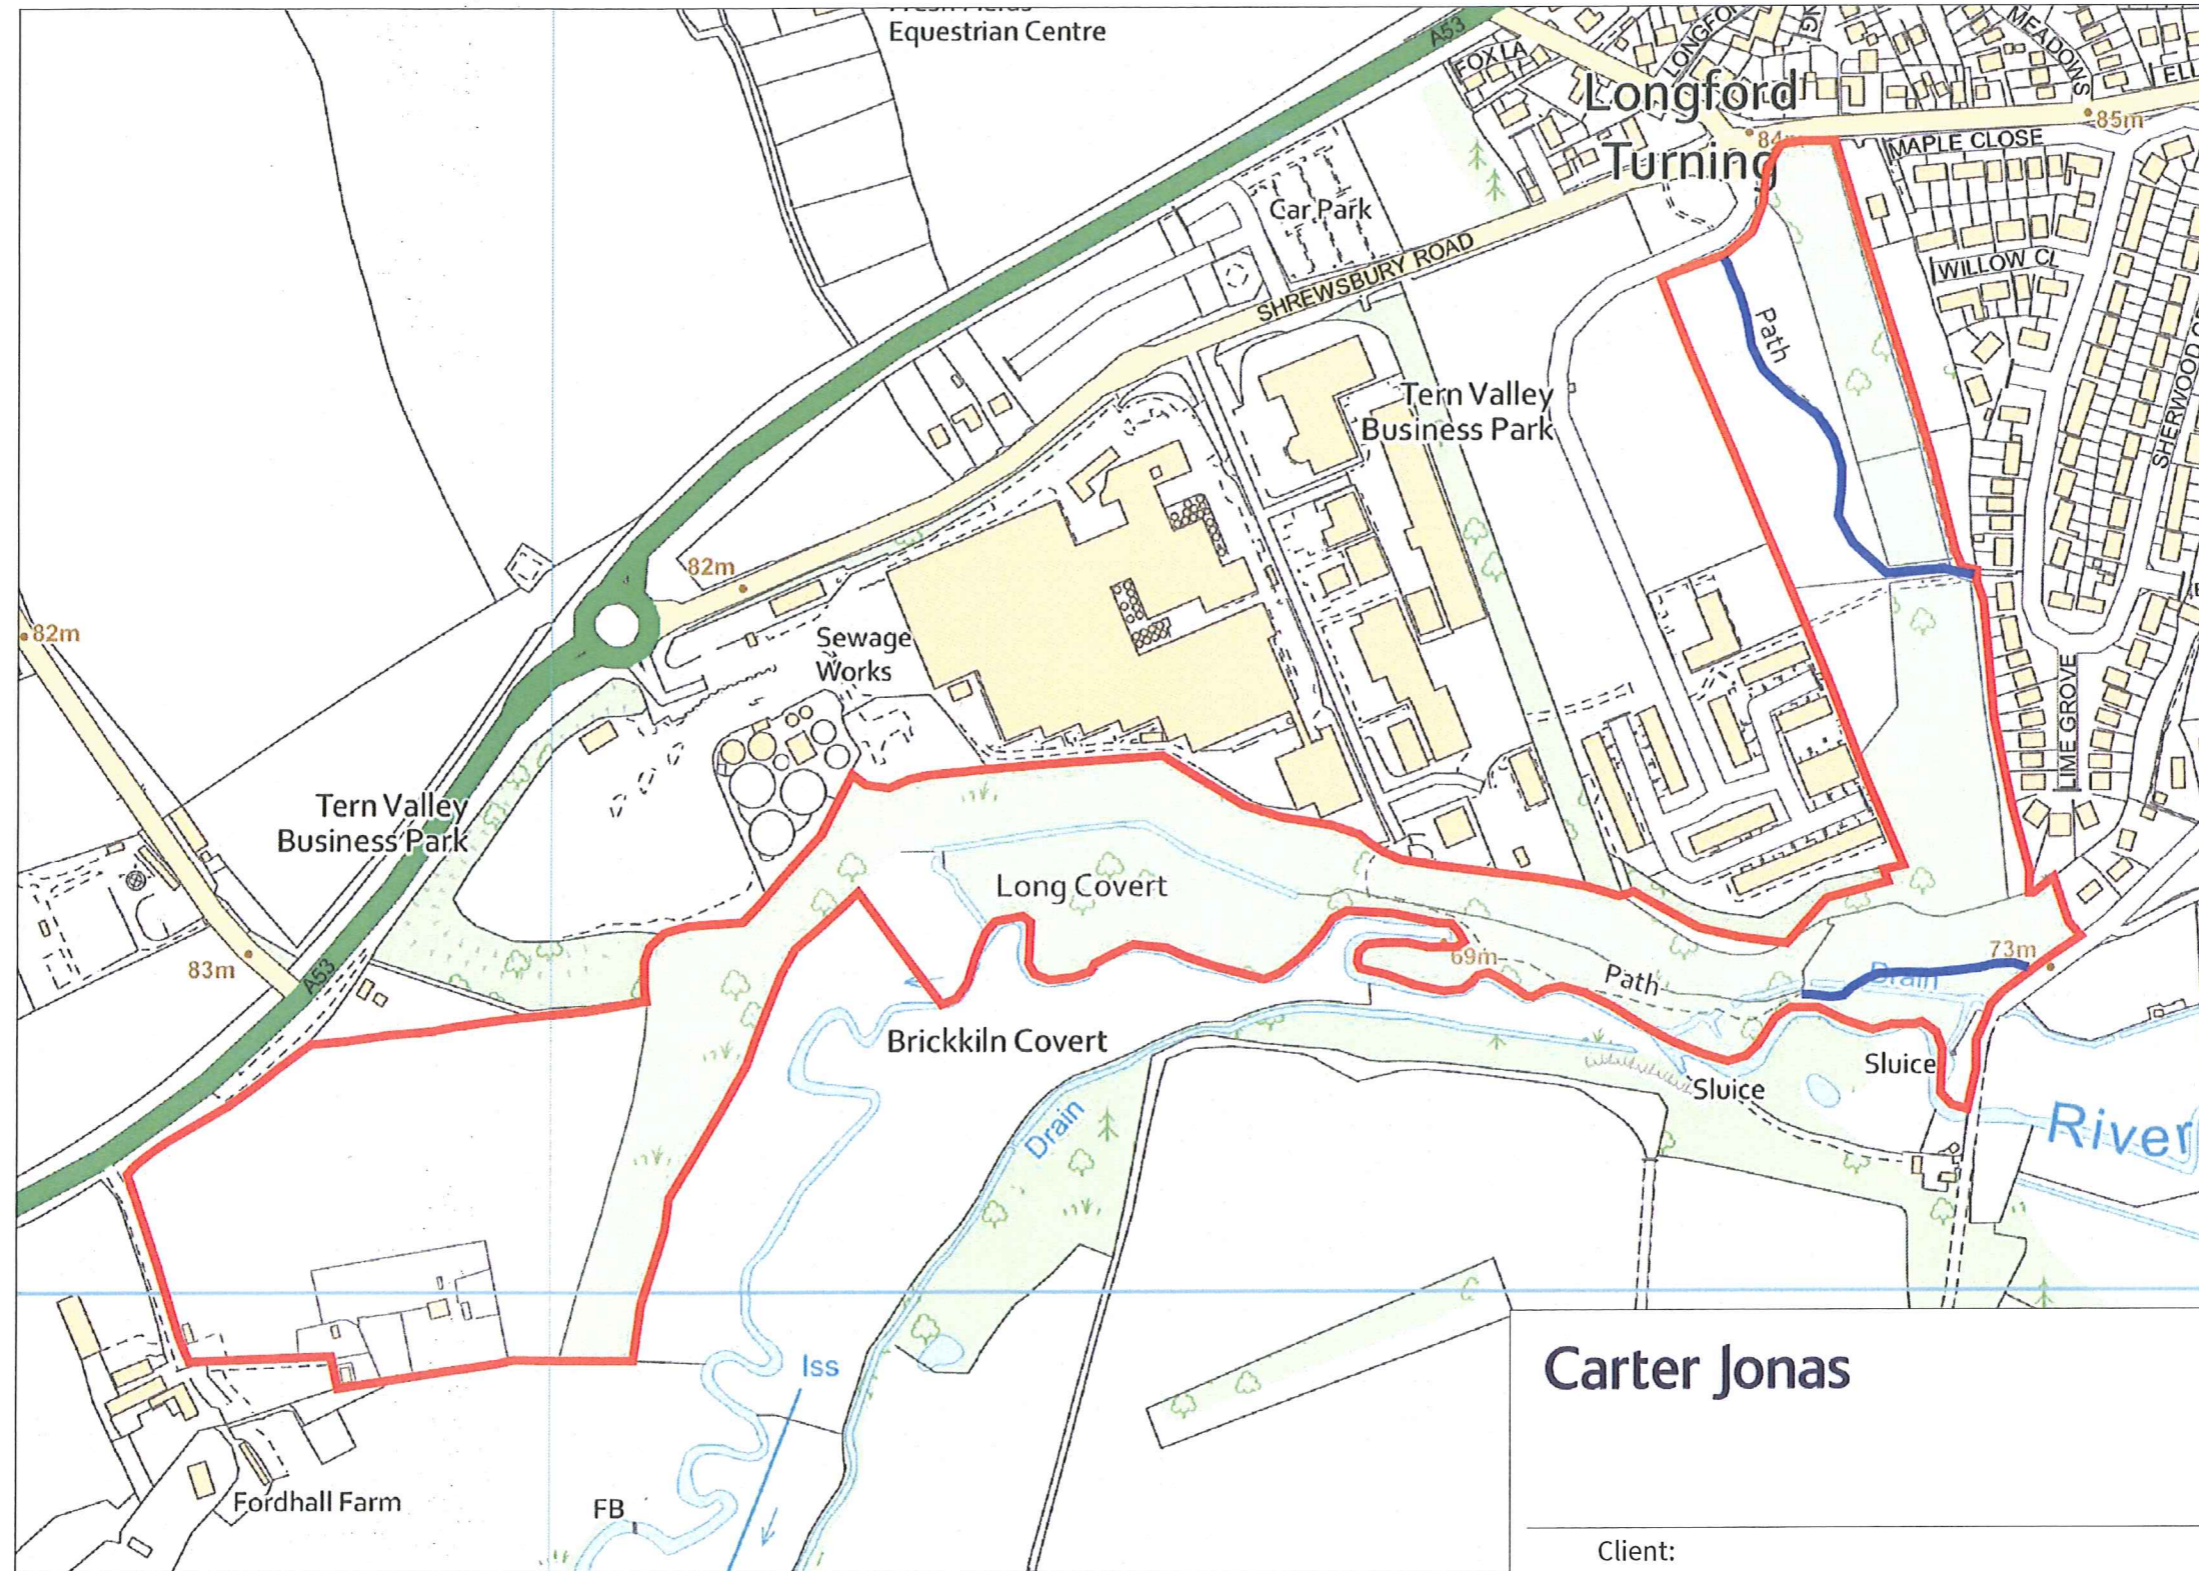 Equestrian Centre
A53
FOX LA
MEADOWS
Longford
Turning
84m
85m
MAPLE CLOSE
Car Park
SHREWSBURY ROAD
WILLOW CL
Path
Tern Valley
Business Park
LIME GROVE
82m
82m
Sewage
Works
Tern Valley
Business Park
83m
A53
Long Covert
69m
Path
73m
Drain
Brickkiln Covert
Sluice
Sluice
Drain
River
Iss
Fordhall Farm
FB
Carter Jonas
Client: